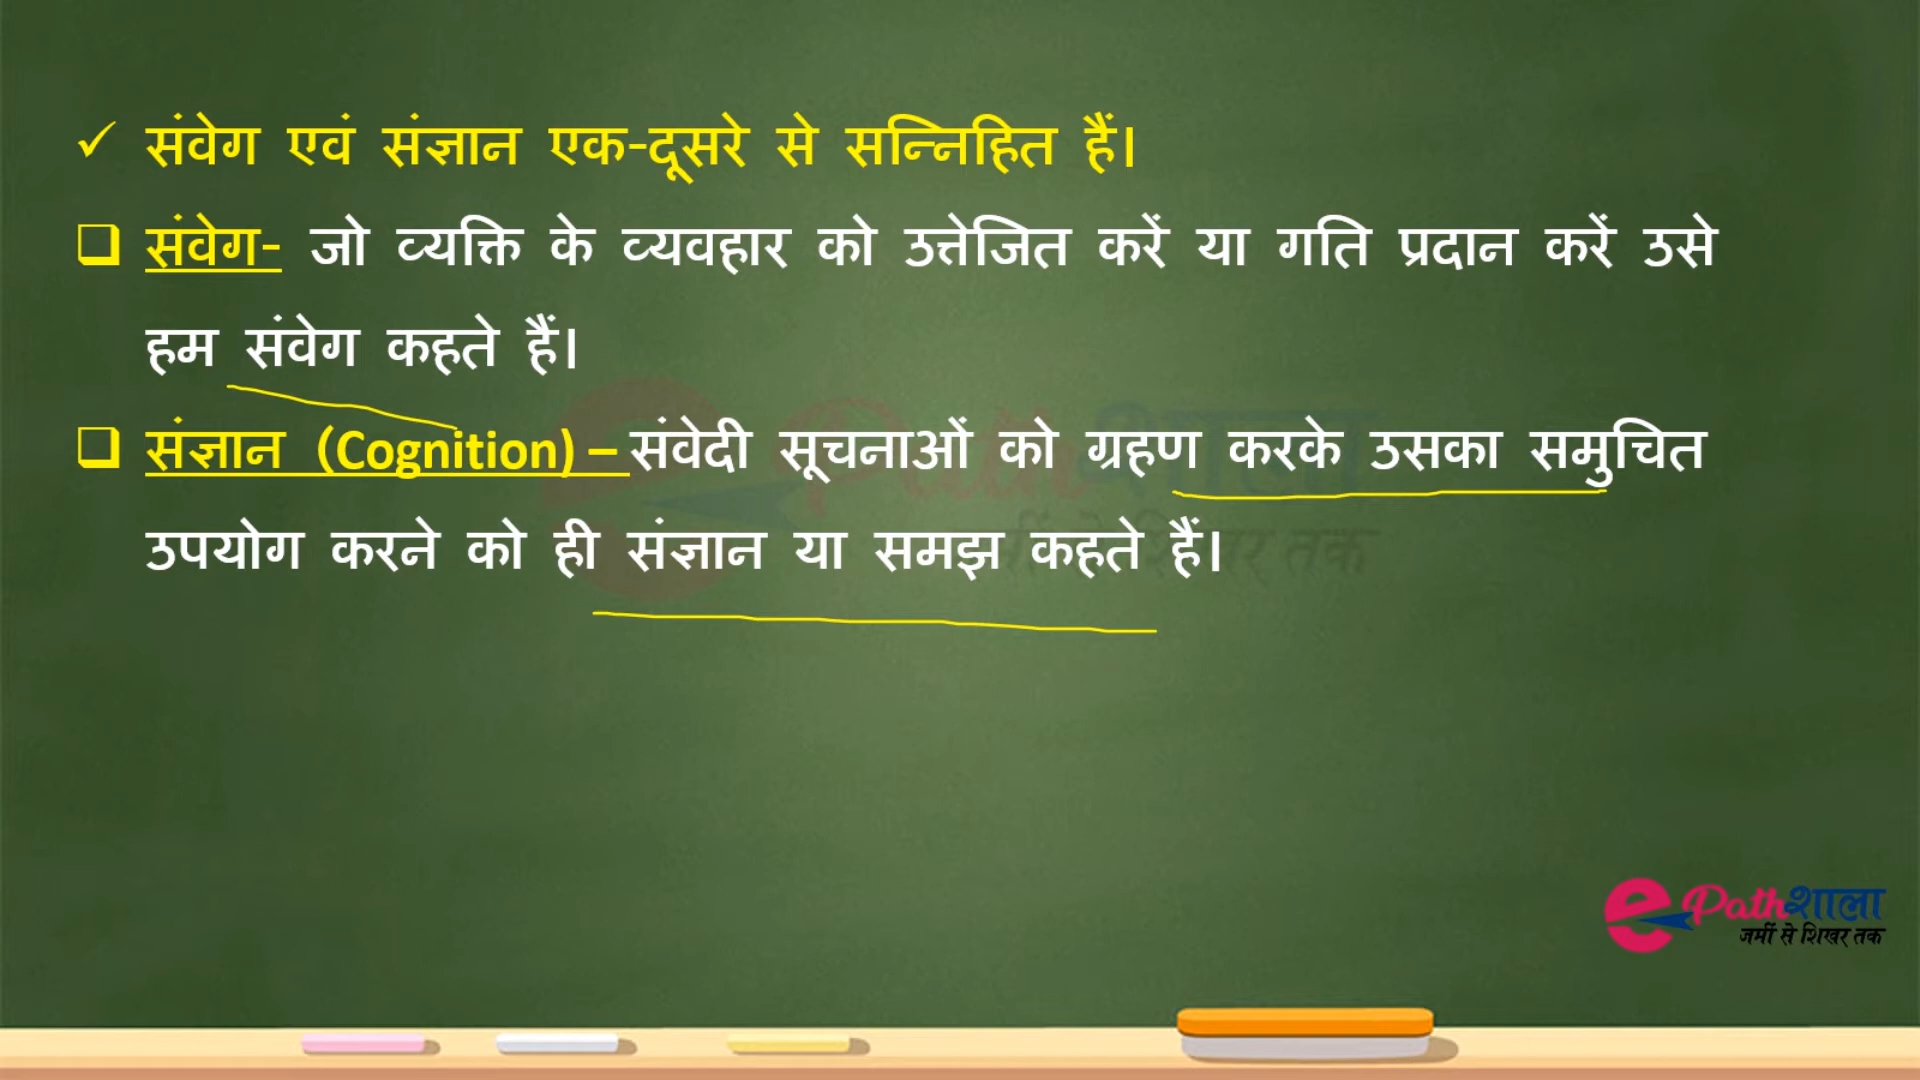 ✓ संवेग एवं संज्ञान एक-दूसरे से सन्निहित हैं।
❑ संवेग- जो व्यक्ति के व्यवहार को उत्तेजित करें या गति प्रदान करें उसे
हम संवेग कहते हैं।
❑ संज्ञान (Cognition) – संवेदी सूचनाओं को ग्रहण करके उसका समुचित
उपयोग करने को ही संज्ञान या समझ कहते हैं।
ePathशाला
जमीं से शिखर तक